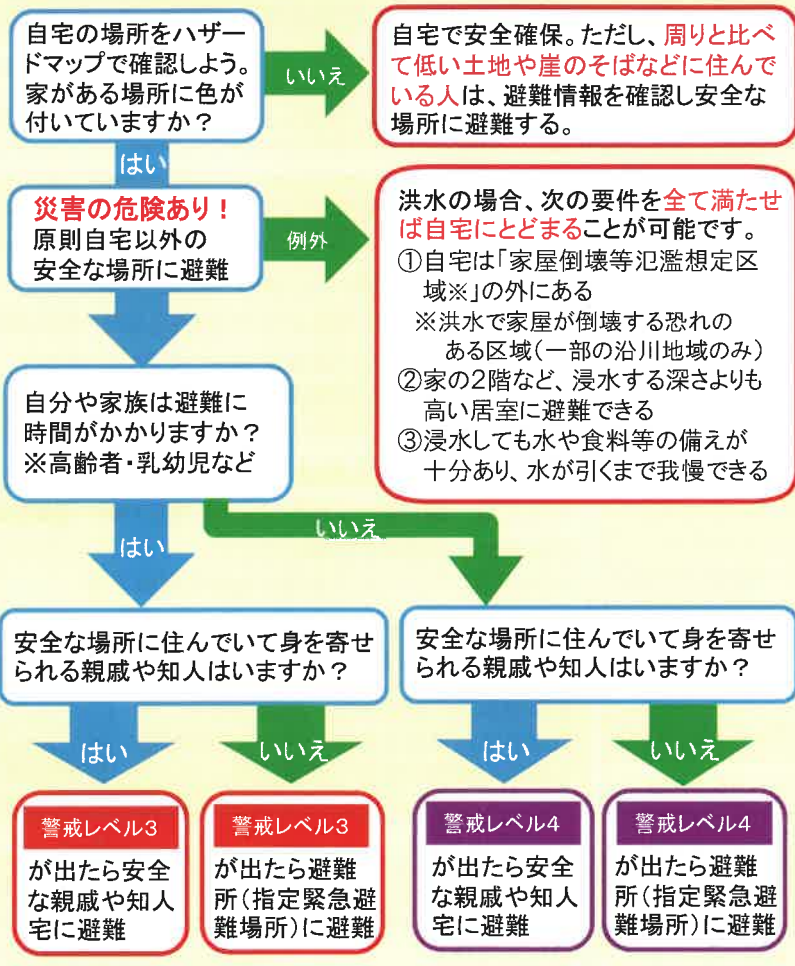 自宅の場所をハザー
ドマップで確認しよう。
家がある場所に色が
付いていますか？
いいえ
自宅で安全確保。ただし、周りと比べ
て低い土地や崖のそばなどに住んで
いる人は、避難情報を確認し安全な
場所に避難する。
はい
災害の危険あり！
原則自宅以外の
安全な場所に避難
例外
洪水の場合、次の要件を全て満たせ
ば自宅にとどまることが可能です。
①自宅は「家屋倒壊等氾濫想定区
域※」の外にある
※洪水で家屋が倒壊する恐れの
ある区域（一部の沿川地域のみ）
②家の2階など、浸水する深さよりも
高い居室に避難できる
③浸水しても水や食料等の備えが
十分あり、水が引くまで我慢できる
自分や家族は避難に
時間がかかりますか？
※高齢者・乳幼児など
はい
いいえ
安全な場所に住んでいて身を寄せ
られる親戚や知人はいますか？
安全な場所に住んでいて身を寄せ
られる親戚や知人はいますか？
はい
いいえ
はい
いいえ
警戒レベル3
が出たら安全
な親戚や知人
宅に避難
警戒レベル3
が出たら避難
所（指定緊急避
難場所）に避難
警戒レベル4
が出たら安全
な親戚や知人
宅に避難
警戒レベル4
が出たら避難
所（指定緊急避
難場所）に避難